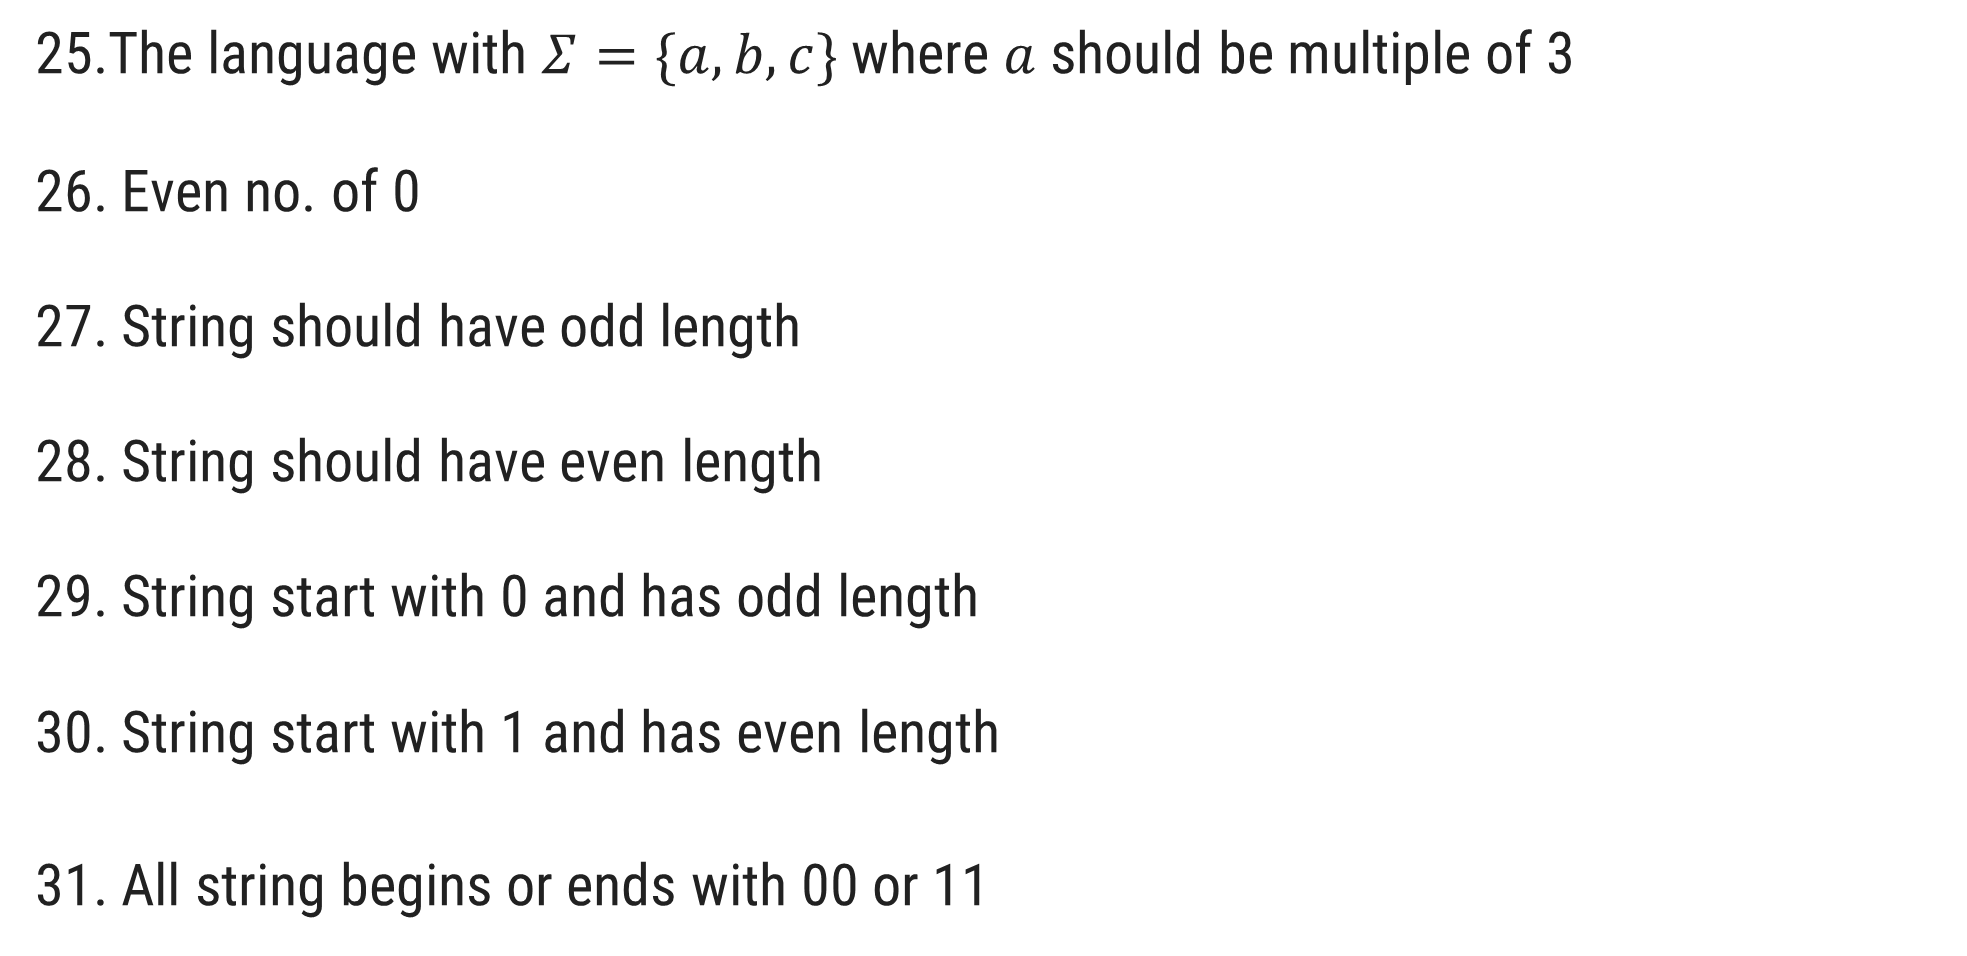 25.The language with 𝛴 = {𝑎, 𝑏, 𝑐} where 𝑎 should be multiple of 3
26. Even no. of 0
27. String should have odd length
28. String should have even length
29. String start with 0 and has odd length
30. String start with 1 and has even length
31. All string begins or ends with 00 or 11